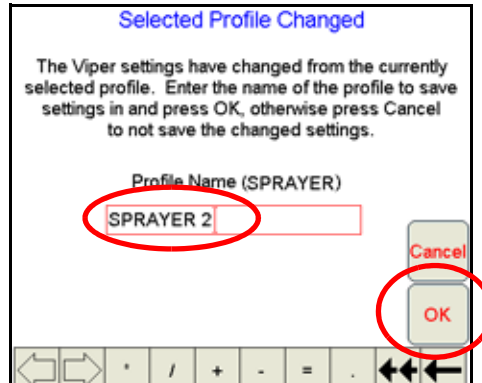 Selected Profile Changed
The Viper settings have changed from the currently
selected profile. Enter the name of the profile to save
settings in and press OK, otherwise press Cancel
to not save the changed settings.
Profile Name (SPRAYER)
SPRAYER 2
Cancel
OK
* / + - = .